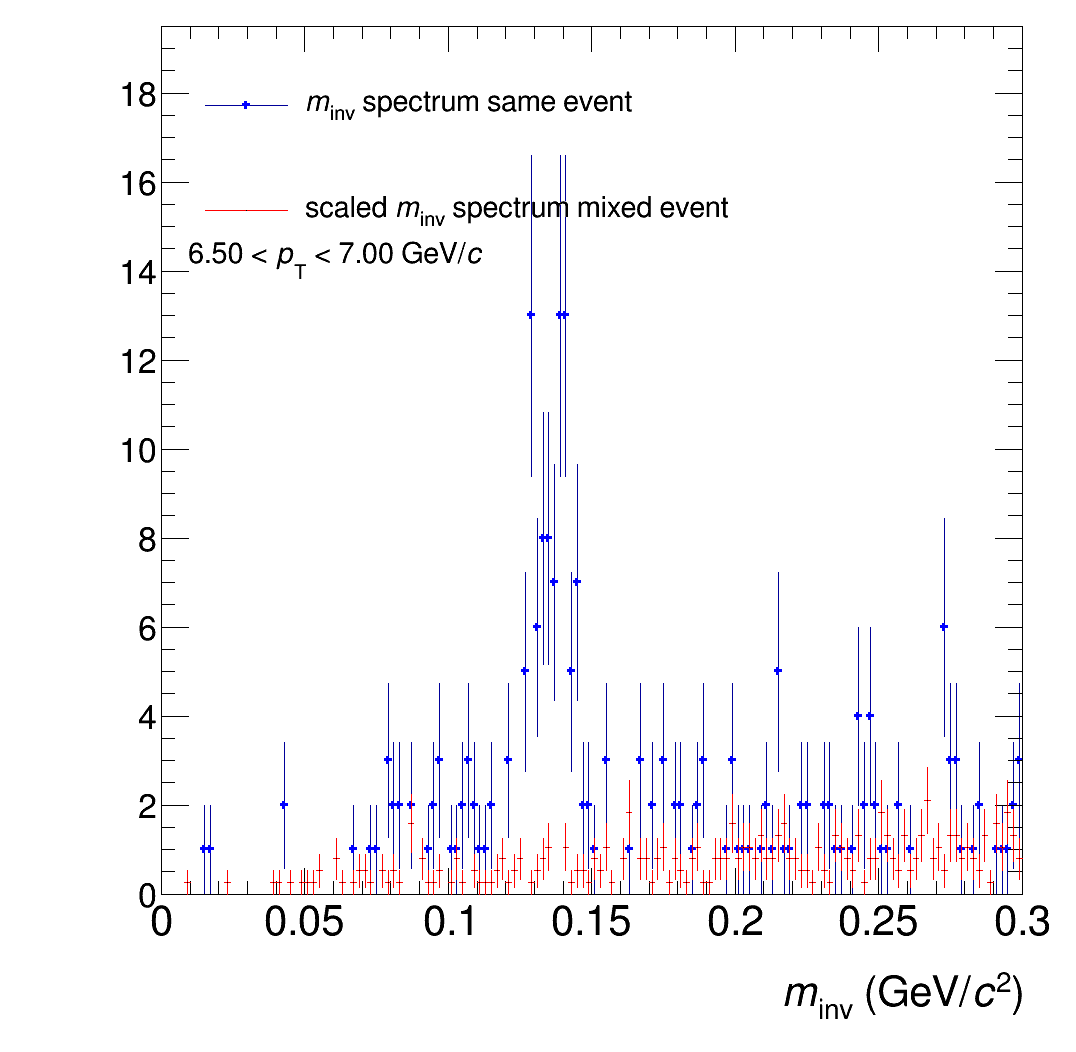 18
m_inv spectrum same event
16
scaled m_inv spectrum mixed event
6.50 < p_T < 7.00 GeV/c
14
12
10
8
6
4
2
0
0 0.05 0.1 0.15 0.2 0.25 0.3
m_inv (GeV/c²)